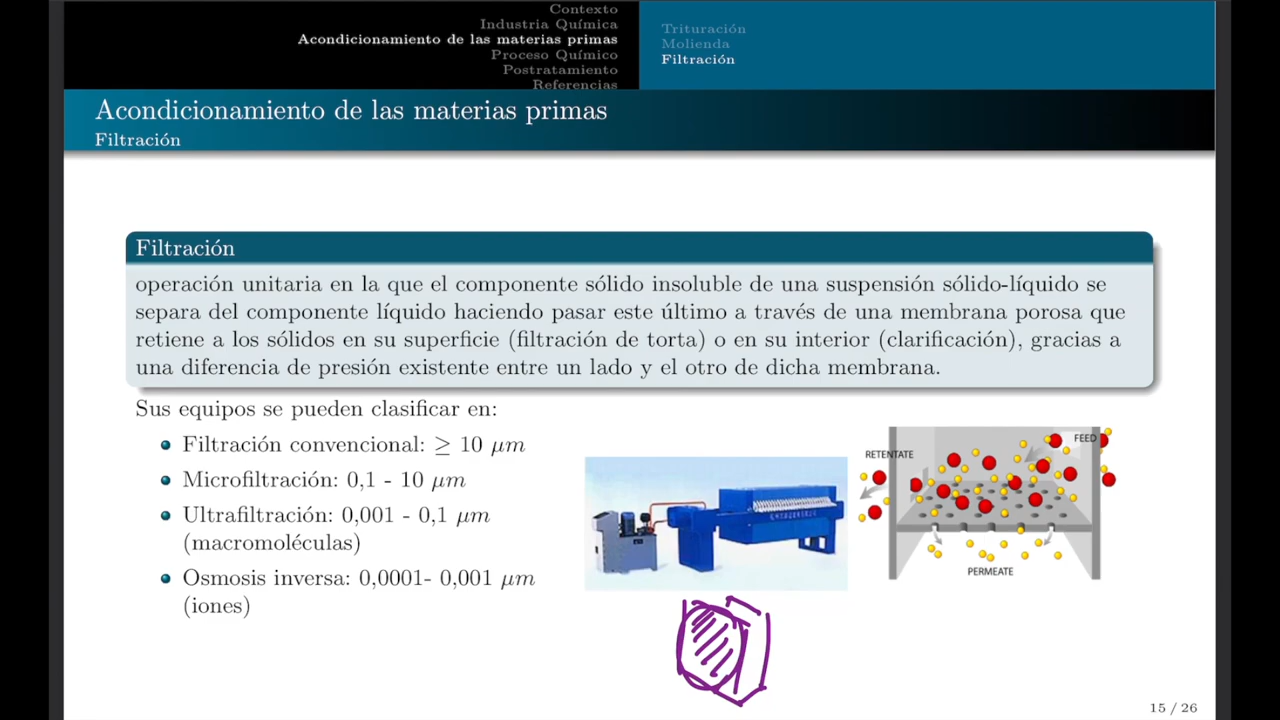 Contexto
Industria Química
Acondicionamiento de las materias primas
Proceso Químico
Postratamiento
Referencias
Trituración
Molienda
Filtración
Acondicionamiento de las materias primas
Filtración
Filtración
operación unitaria en la que el componente sólido insoluble de una suspensión sólido-líquido se
separa del componente líquido haciendo pasar este último a través de una membrana porosa que
retiene a los sólidos en su superficie (filtración de torta) o en su interior (clarificación), gracias a
una diferencia de presión existente entre un lado y el otro de dicha membrana.
Sus equipos se pueden clasificar en:
Filtración convencional: ≥ 10 μm
Microfiltración: 0,1 - 10 μm
Ultrafiltración: 0,001 - 0,1 μm
(macromoléculas)
Osmosis inversa: 0,0001- 0,001 μm
(iones)
FEED
RETENTATE
PERMEATE
15 / 26